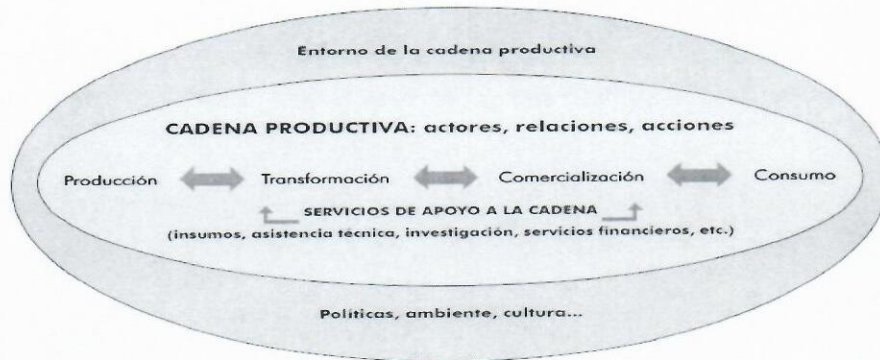 Entorno de la cadena productiva
CADENA PRODUCTIVA: actores, relaciones, acciones
Producción Transformación Comercialización Consumo
SERVICIOS DE APOYO A LA CADENA
(insumos, asistencia técnica, investigación, servicios financieros, etc.)
Políticas, ambiente, cultura...